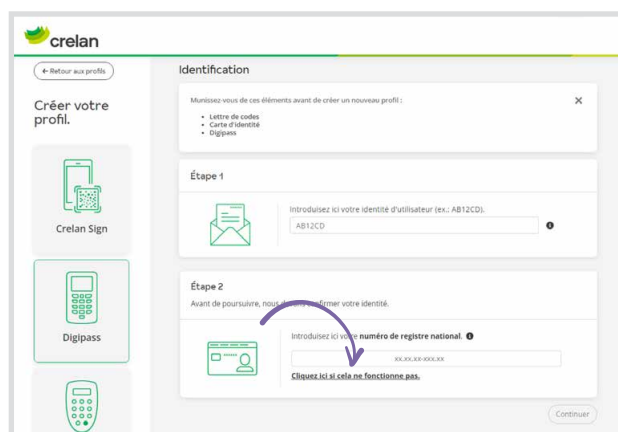 crelan
← Retour aux profils
Créer votre
profil.
Crelan Sign
Digipass
Identification
Munissez-vous de ces éléments avant de créer un nouveau profil :
• Lettre de codes
• Carte d'identité
• Digipass
×
Étape 1
Introduisez ici votre identité d'utilisateur (ex.: AB12CD).
AB12CD
Étape 2
Avant de poursuivre, nous confirmer votre identité.
Introduisez ici votre numéro de registre national.
xx.xx.xx-xxx.xx
Cliquez ici si cela ne fonctionne pas.
Continuer